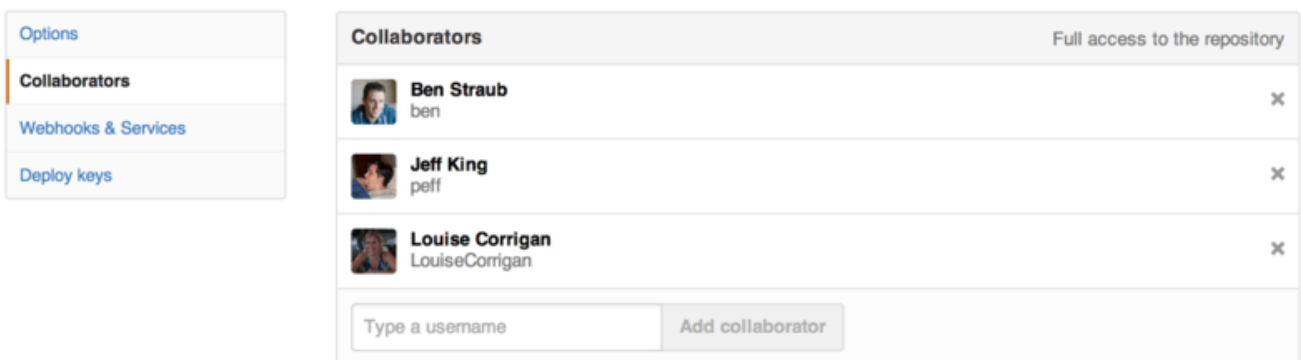 Options
Collaborators
Webhooks & Services
Deploy keys
Collaborators
Full access to the repository
Ben Straub
ben
Jeff King
peff
Louise Corrigan
LouiseCorrigan
Type a username
Add collaborator